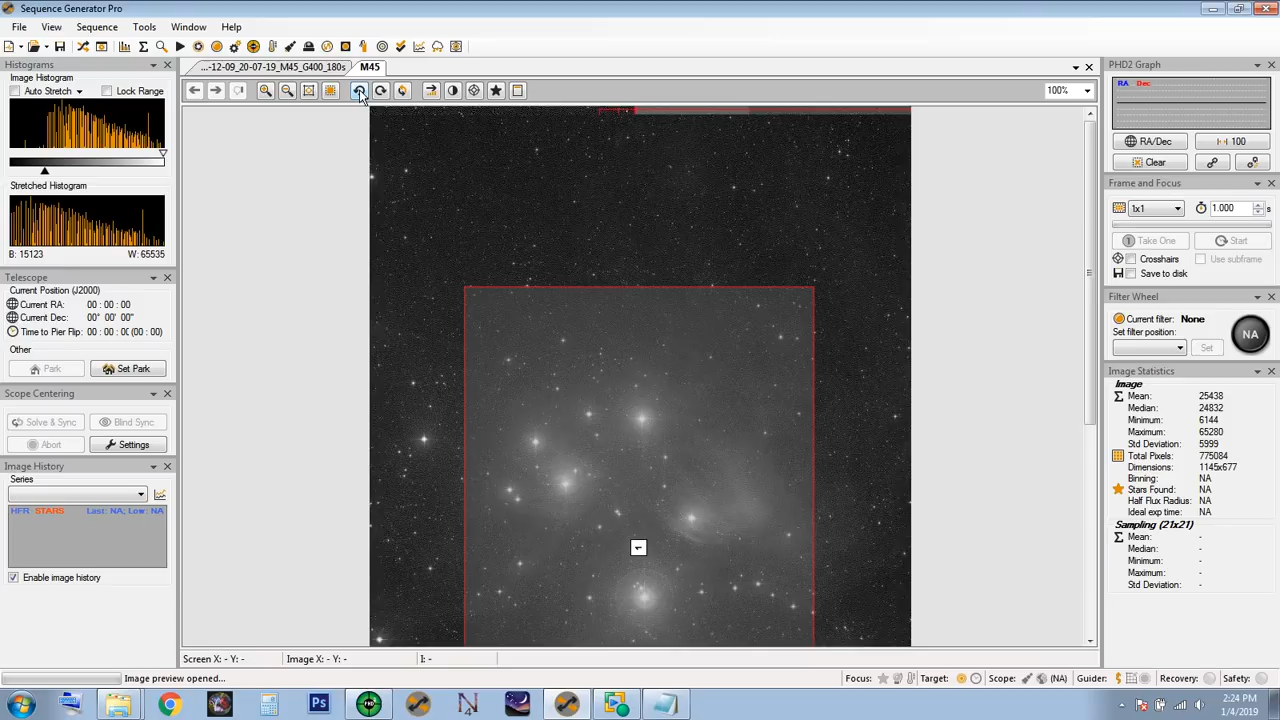 Sequence Generator Pro
File View Sequence Tools Window Help
Histograms
Image Histogram
Auto Stretch
Lock Range
Stretched Histogram
B: 15123 W: 65535
Telescope
Current Position (J2000)
Current RA: 00 : 00 : 00
Current Dec: 00° 00' 00"
Time to Pier Flip: 00 : 00 : 0( (00 : 00)
Other
Park
Set Park
Scope Centering
Solve & Sync
Blind Sync
Abort
Settings
Image History
Series
HFR STARS Last: NA; Low: NA
Enable image history
...-12-09_20-07-19_M45_G400_180s
M45
100%
Screen X: - Y: - Image X: - Y: - I: -
PHD2 Graph
RA Dec
RA/Dec
100
Clear
Frame and Focus
1x1
1.000 s
Take One
Start
Crosshairs
Use subframe
Save to disk
Filter Wheel
Current filter: None
Set filter position:
Set
NA
Image Statistics
Image
Mean: 25438
Median: 24832
Minimum: 6144
Maximum: 65280
Std Deviation: 5999
Total Pixels: 775084
Dimensions: 1145x677
Binning: NA
Stars Found: NA
Half Flux Radius: NA
Ideal exp time: NA
Sampling (21x21)
Mean: -
Median: -
Minimum: -
Maximum: -
Std Deviation: -
Image preview opened...
Focus: Target: Scope: (NA) Guider: Recovery: Safety:
Ps
PHD
N
2:24 PM
1/4/2019